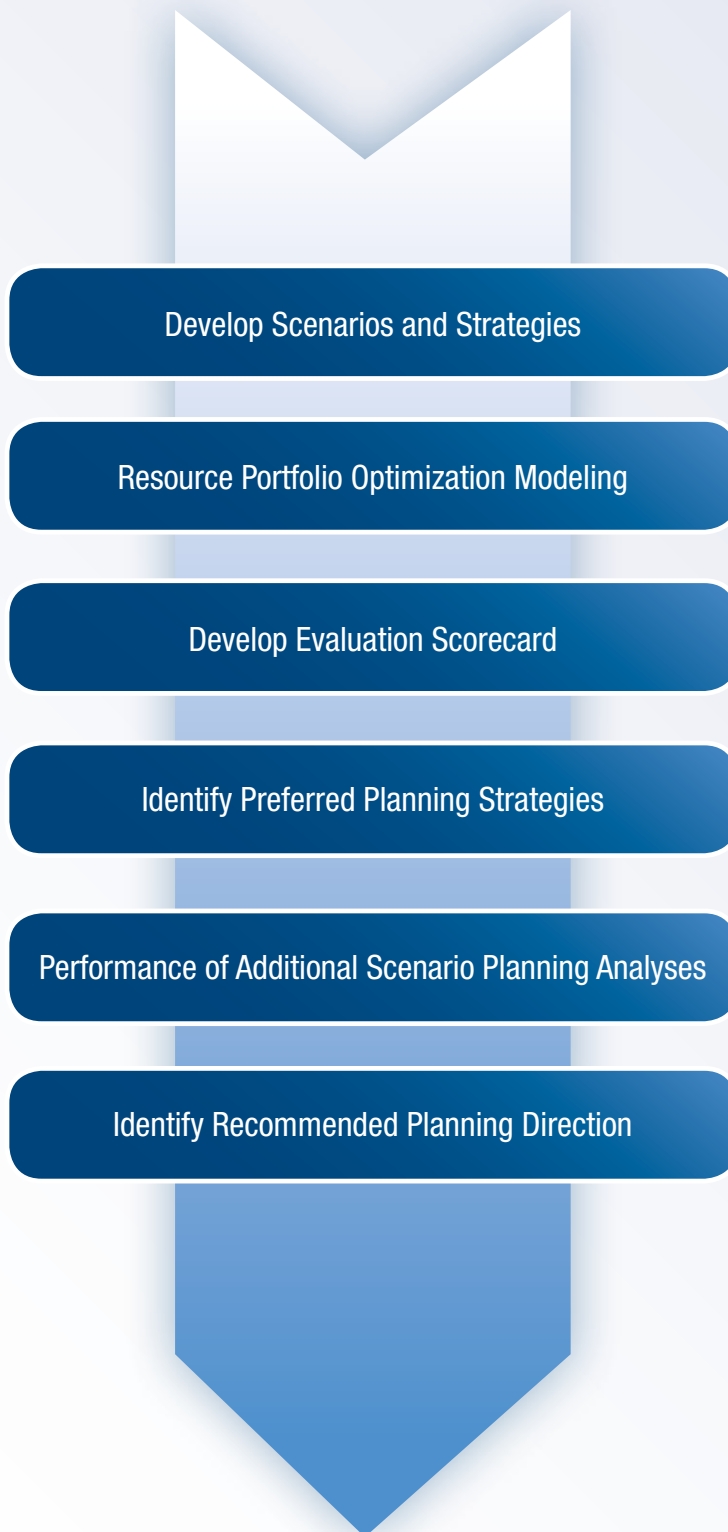 Develop Scenarios and Strategies
Resource Portfolio Optimization Modeling
Develop Evaluation Scorecard
Identify Preferred Planning Strategies
Performance of Additional Scenario Planning Analyses
Identify Recommended Planning Direction